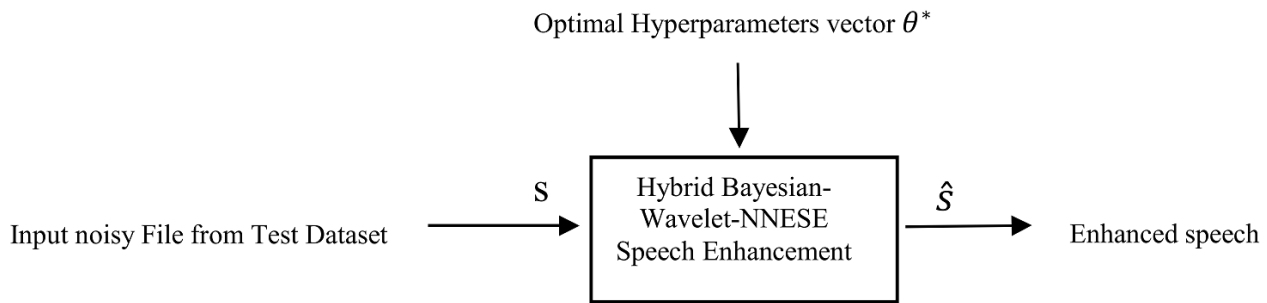 Optimal Hyperparameters vector θ*
S
Hybrid Bayesian-
Wavelet-NNESE
Speech Enhancement
ŝ
Input noisy File from Test Dataset
Enhanced speech